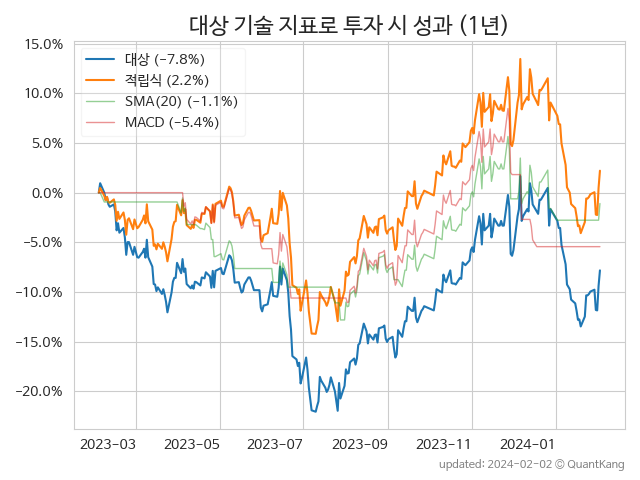 대상 기술 지표로 투자 시 성과 (1년)
15.0%
10.0%
5.0%
0.0%
−5.0%
−10.0%
−15.0%
−20.0%
대상 (−7.8%)
적립식 (2.2%)
SMA(20) (−1.1%)
MACD (−5.4%)
2023-03 2023-05 2023-07 2023-09 2023-11 2024-01
updated: 2024-02-02 © QuantKang